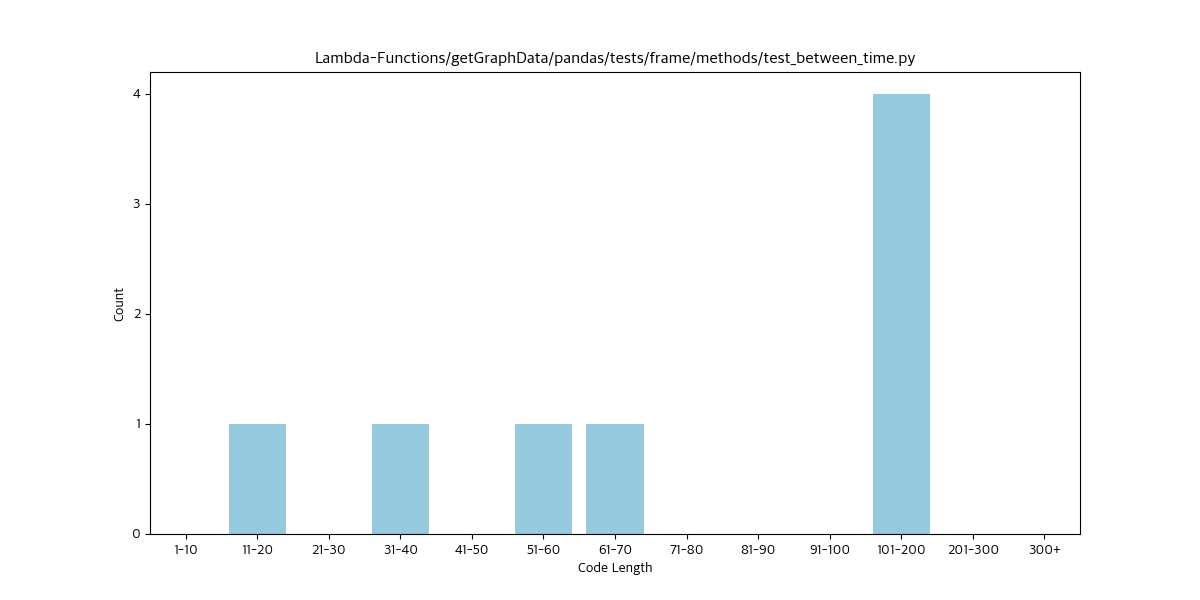 Lambda-Functions/getGraphData/pandas/tests/frame/methods/test_between_time.py
4
3
2
1
0
Count
1-10 11-20 21-30 31-40 41-50 51-60 61-70 71-80 81-90 91-100 101-200 201-300 300+
Code Length